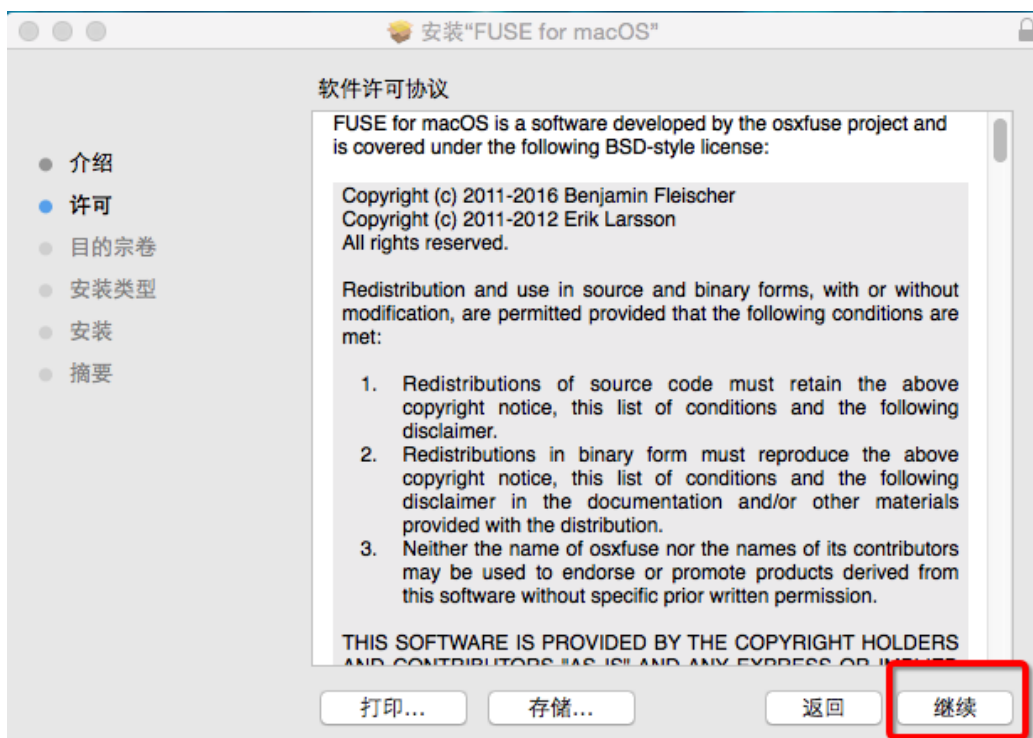 安装“FUSE for macOS”
软件许可协议
介绍
许可
目的宗卷
安装类型
安装
摘要
FUSE for macOS is a software developed by the osxfuse project and
is covered under the following BSD-style license:
Copyright (c) 2011-2016 Benjamin Fleischer
Copyright (c) 2011-2012 Erik Larsson
All rights reserved.
Redistribution and use in source and binary forms, with or without
modification, are permitted provided that the following conditions are
met:
1. Redistributions of source code must retain the above
copyright notice, this list of conditions and the following
disclaimer.
2. Redistributions in binary form must reproduce the above
copyright notice, this list of conditions and the following
disclaimer in the documentation and/or other materials
provided with the distribution.
3. Neither the name of osxfuse nor the names of its contributors
may be used to endorse or promote products derived from
this software without specific prior written permission.
THIS SOFTWARE IS PROVIDED BY THE COPYRIGHT HOLDERS
AND CONTRIBUTORS "AS IS" AND ANY EXPRESS OR IMPLIED
打印...
存储...
返回
继续